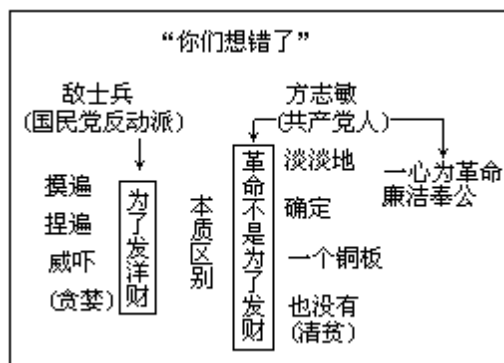 “你们想错了”
敌士兵
(国民党反动派)
摸遍
捏遍
威吓
(贪婪)
为了发洋财
本质区别
方志敏
(共产党人)
革命不是为了发财
淡淡地
确定
一个铜板
也没有
(清贫)
一心为革命
廉洁奉公